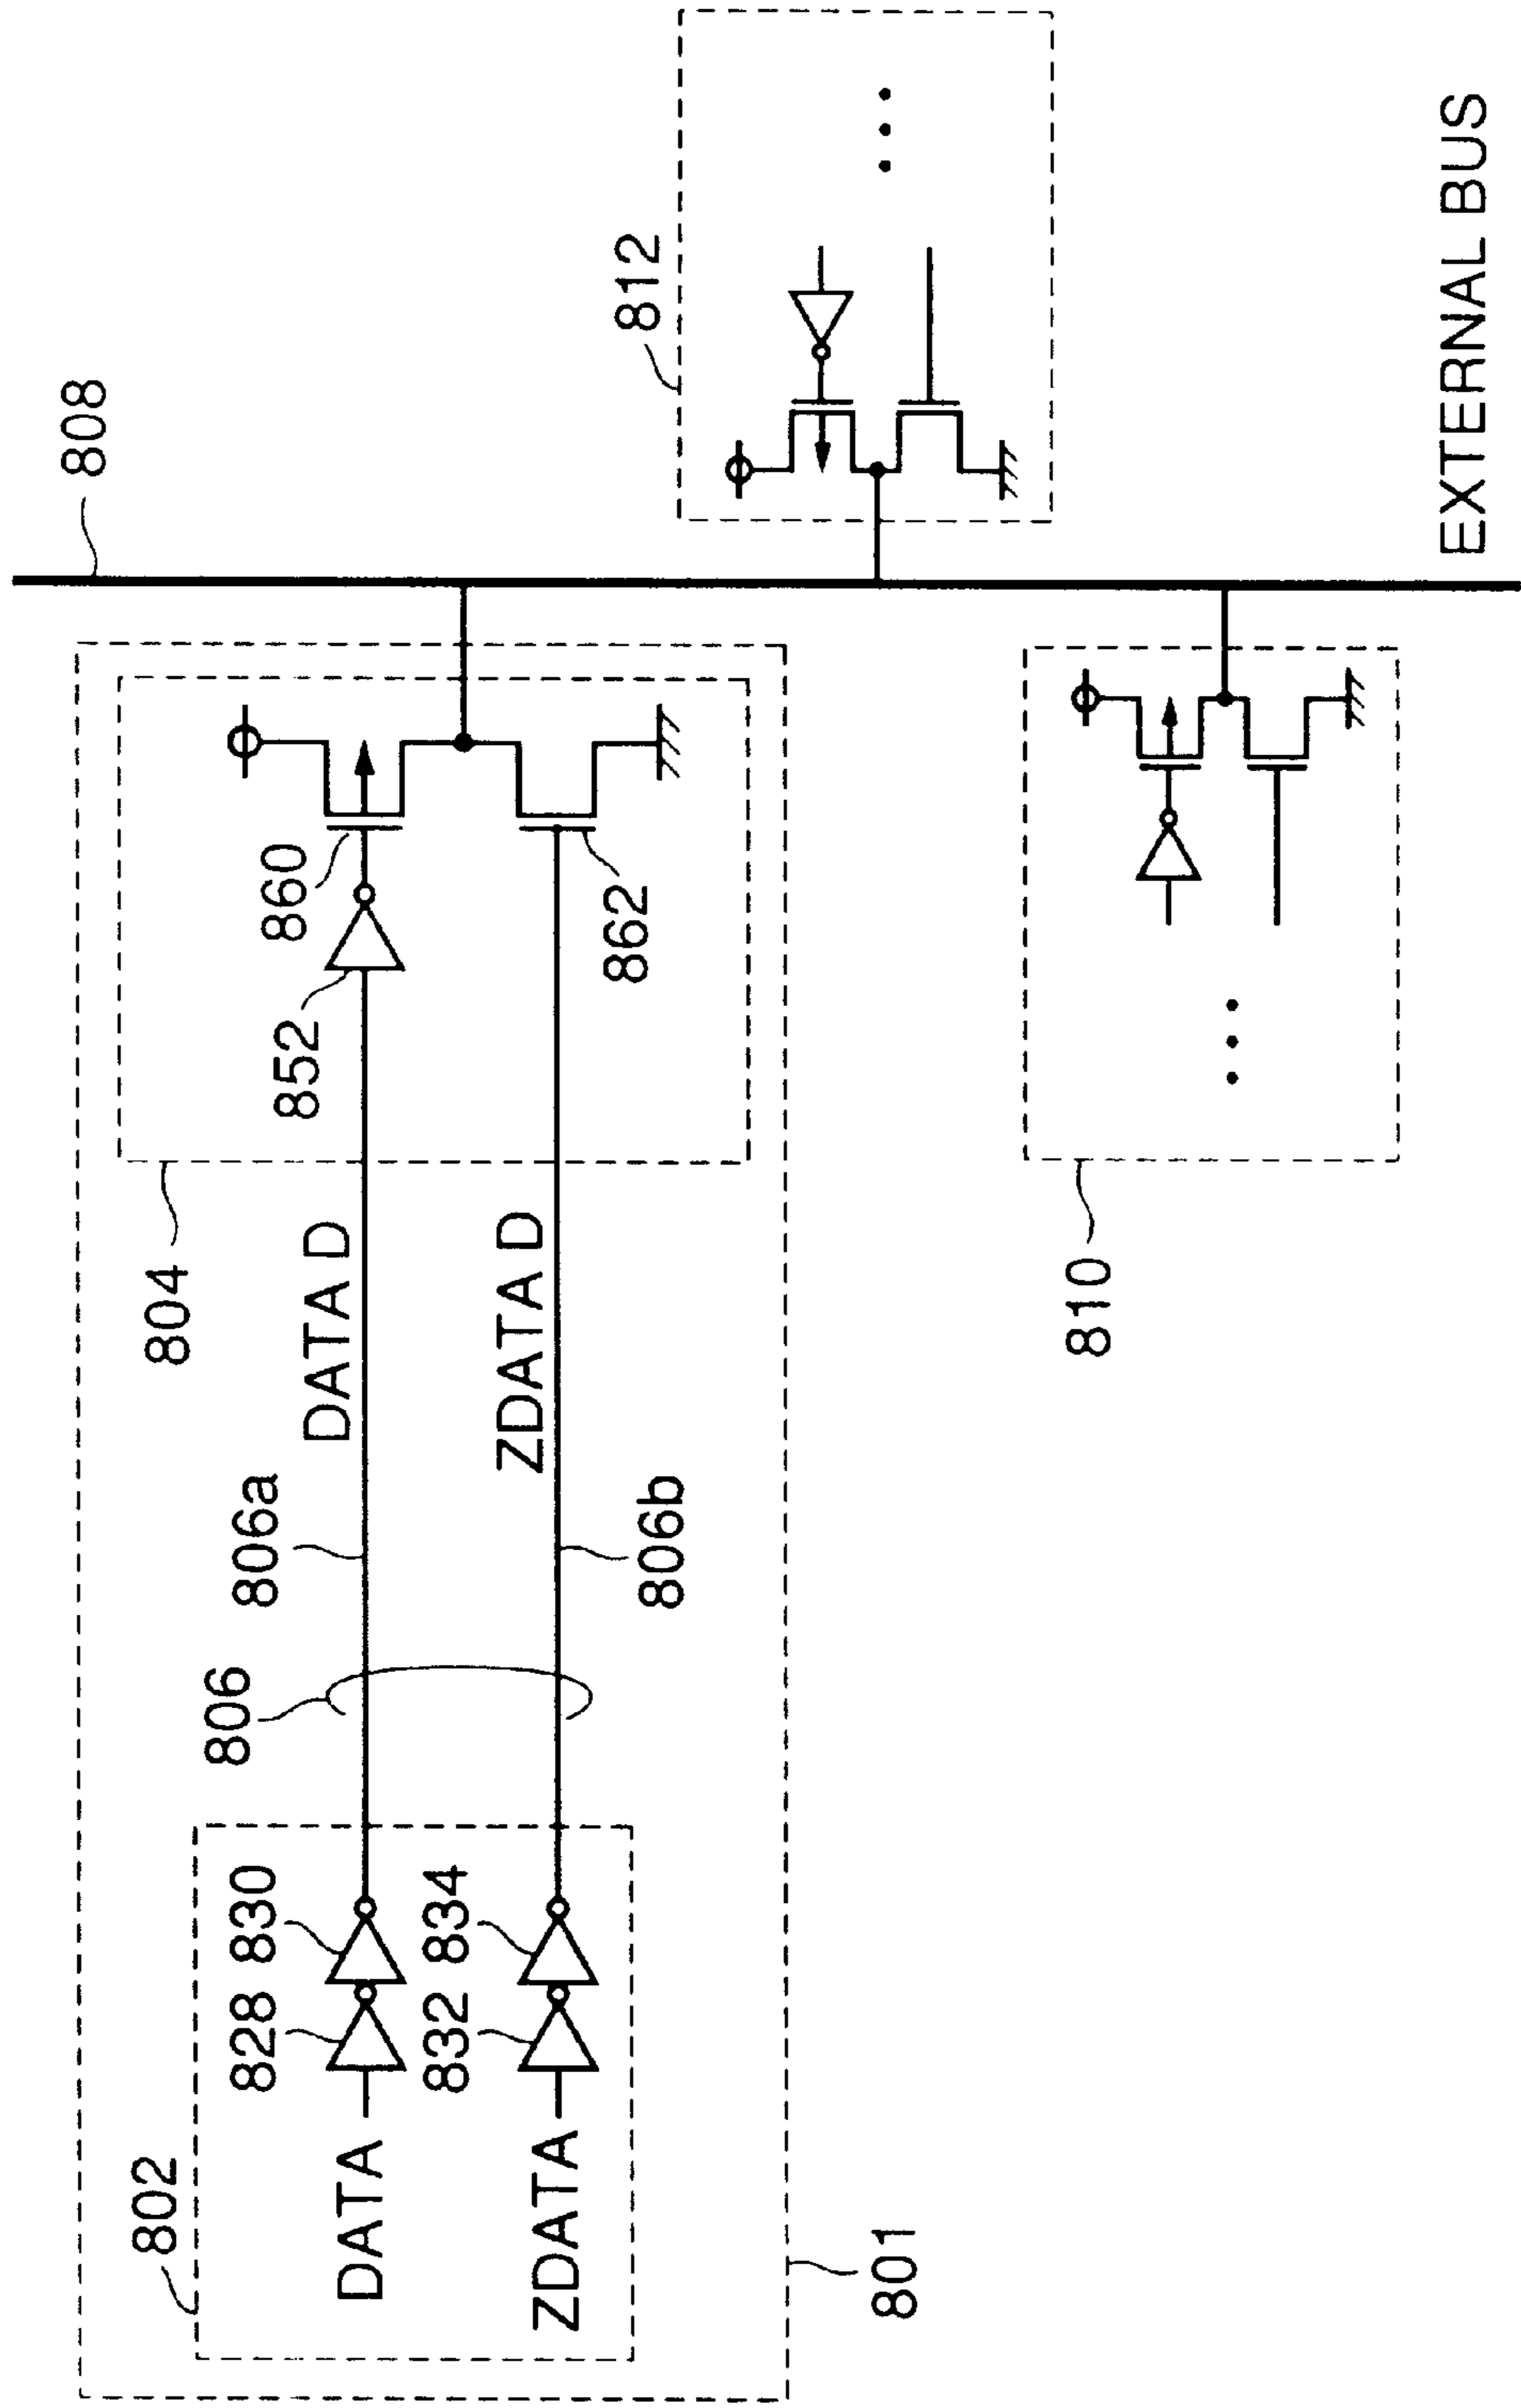 808
812
804
852
860
862
806
806a
DATA D
806b
ZDATA D
802
828
830
DATA
832
834
ZDATA
801
810
EXTERNAL BUS